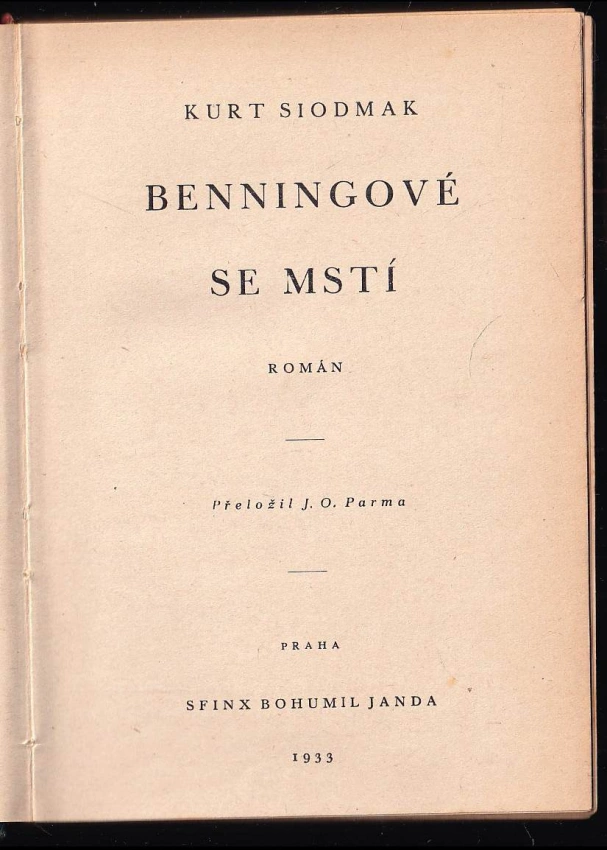 KURT SIODMAK
BENNINGOVÉ
SE MSTÍ
ROMÁN
Přeložil J. O. Parma
PRAHA
SFINX BOHUMIL JANDA
1933